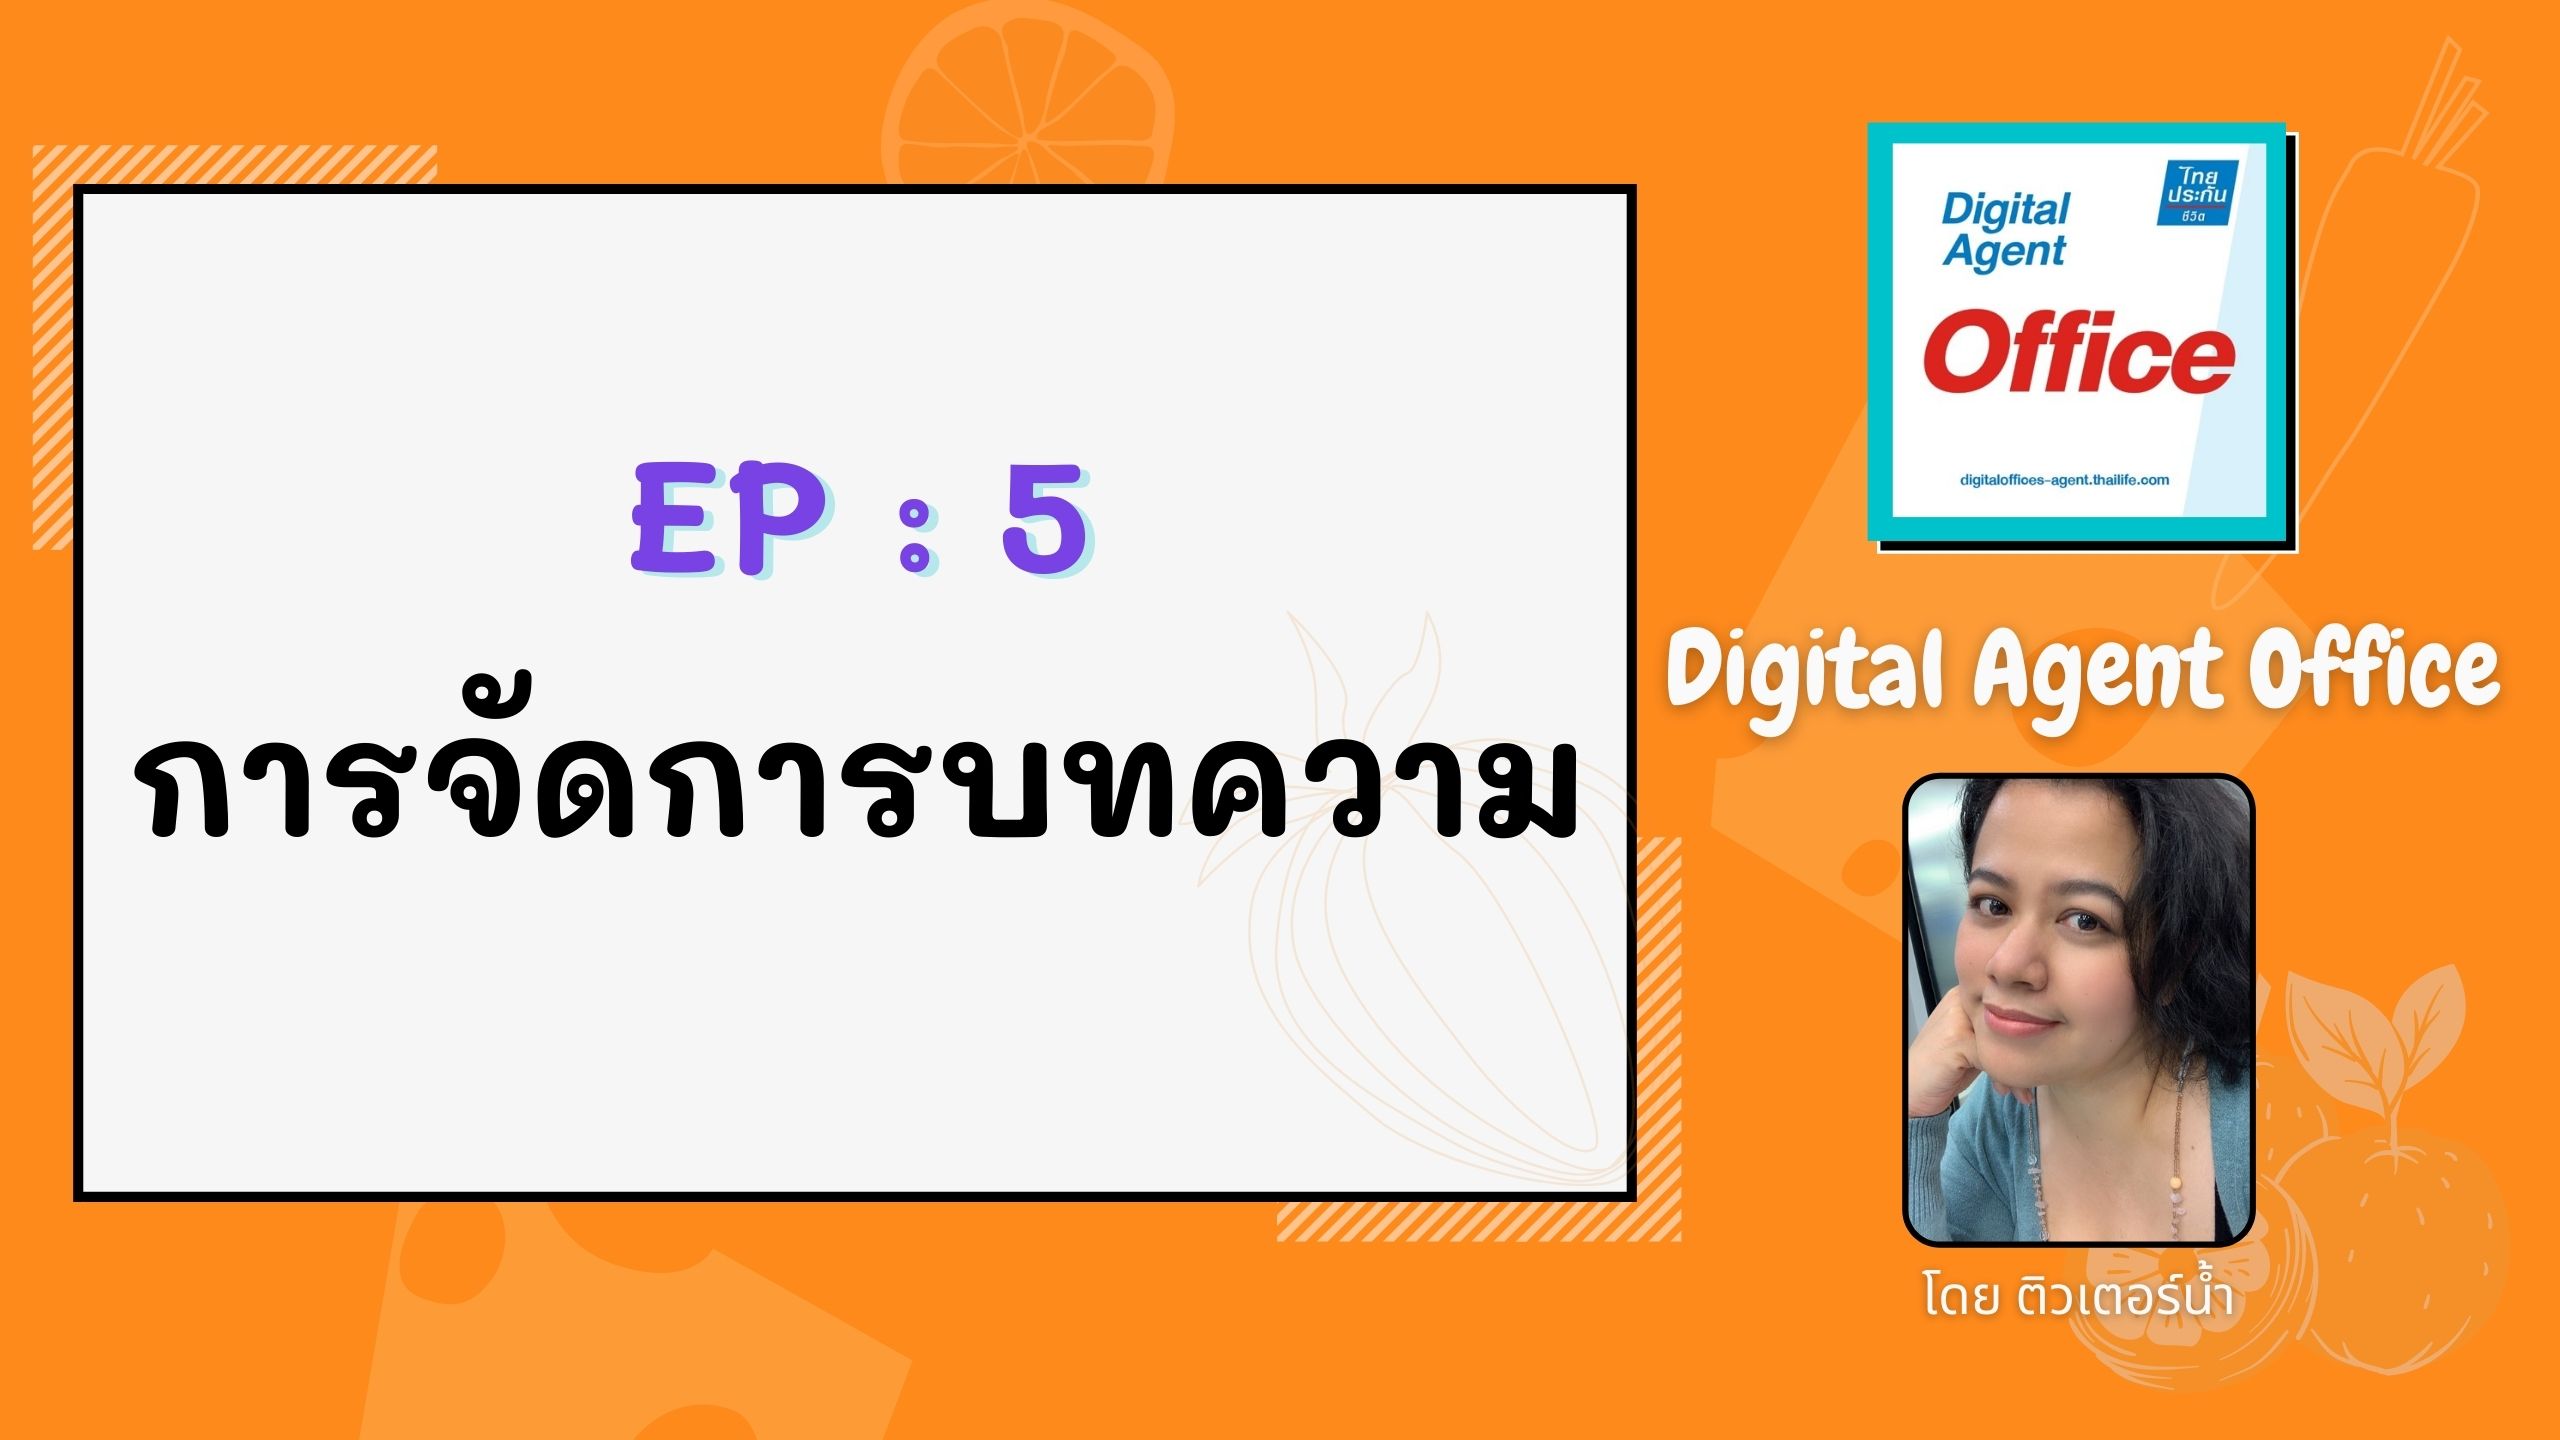 EP : 5
การจัดการบทความ
Digital
Agent
Office
ไทย
ประกัน
ชีวิต
digitaloffices-agent.thailife.com
Digital Agent Office
โดย ติวเตอร์น้ำ